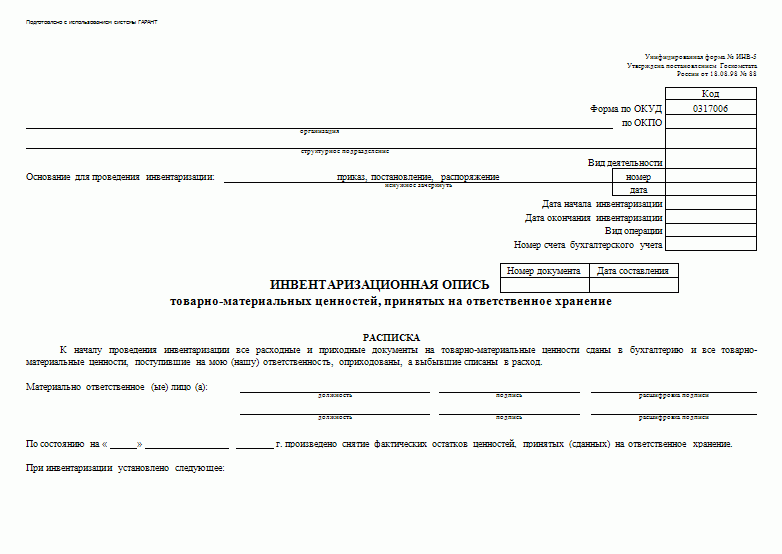 Подготовлено с использованием системы ГАРАНТ
Унифицированная форма № ИНВ-5
Утверждена постановлением Госкомстата
России от 18.08.98 № 88
Код
Форма по ОКУД 0317006
по ОКПО
организация
структурное подразделение
Вид деятельности
Основание для проведения инвентаризации: приказ, постановление, распоряжение номер
ненужное зачеркнуть
дата
Дата начала инвентаризации
Дата окончания инвентаризации
Вид операции
Номер счета бухгалтерского учета
Номер документа Дата составления
ИНВЕНТАРИЗАЦИОННАЯ ОПИСЬ
товарно-материальных ценностей, принятых на ответственное хранение
РАСПИСКА
К началу проведения инвентаризации все расходные и приходные документы на товарно-материальные ценности сданы в бухгалтерию и все товарно-
материальные ценности, поступившие на мою (нашу) ответственность, оприходованы, а выбывшие списаны в расход.
Материально ответственное (ые) лицо (а):
должность подпись расшифровка подписи
должность подпись расшифровка подписи
По состоянию на « _____ » ________________ _______ г. произведено снятие фактических остатков ценностей, принятых (сданных) на ответственное хранение.
При инвентаризации установлено следующее: